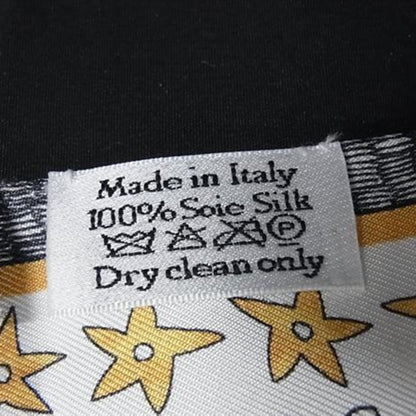 Made in Italy
100% Soie Silk
P
Dry clean only